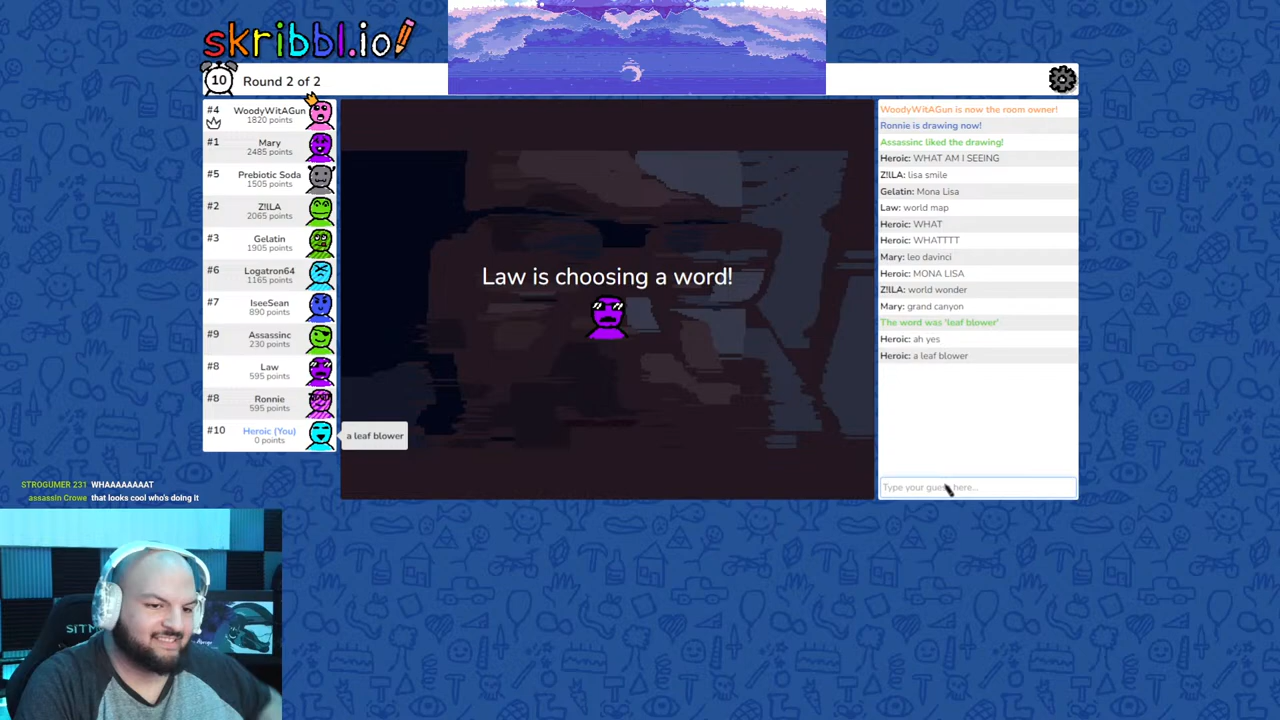 skribbl.io
10
Round 2 of 2
#4 WoodyWitAGun
1820 points
#1 Mary
2485 points
#5 Prebiotic Soda
1505 points
#2 Z!LLA
2065 points
#3 Gelatin
1905 points
#6 Logatron64
1165 points
#7 IseeSean
890 points
#9 Assassinc
230 points
#8 Law
595 points
#8 Ronnie
595 points
#10 Heroic (You)
0 points
a leaf blower
Law is choosing a word!
WoodyWitAGun is now the room owner!
Ronnie is drawing now!
Assassinc liked the drawing!
Heroic: WHAT AM I SEEING
Z!LLA: lisa smile
Gelatin: Mona Lisa
Law: world map
Heroic: WHAT
Heroic: WHATTTT
Mary: leo davinci
Heroic: MONA LISA
Z!LLA: world wonder
Mary: grand canyon
The word was 'leaf blower'
Heroic: ah yes
Heroic: a leaf blower
Type your guess here...
STROGUMER 231 WHAAAAAAAT
assassin Crowe that looks cool who's doing it